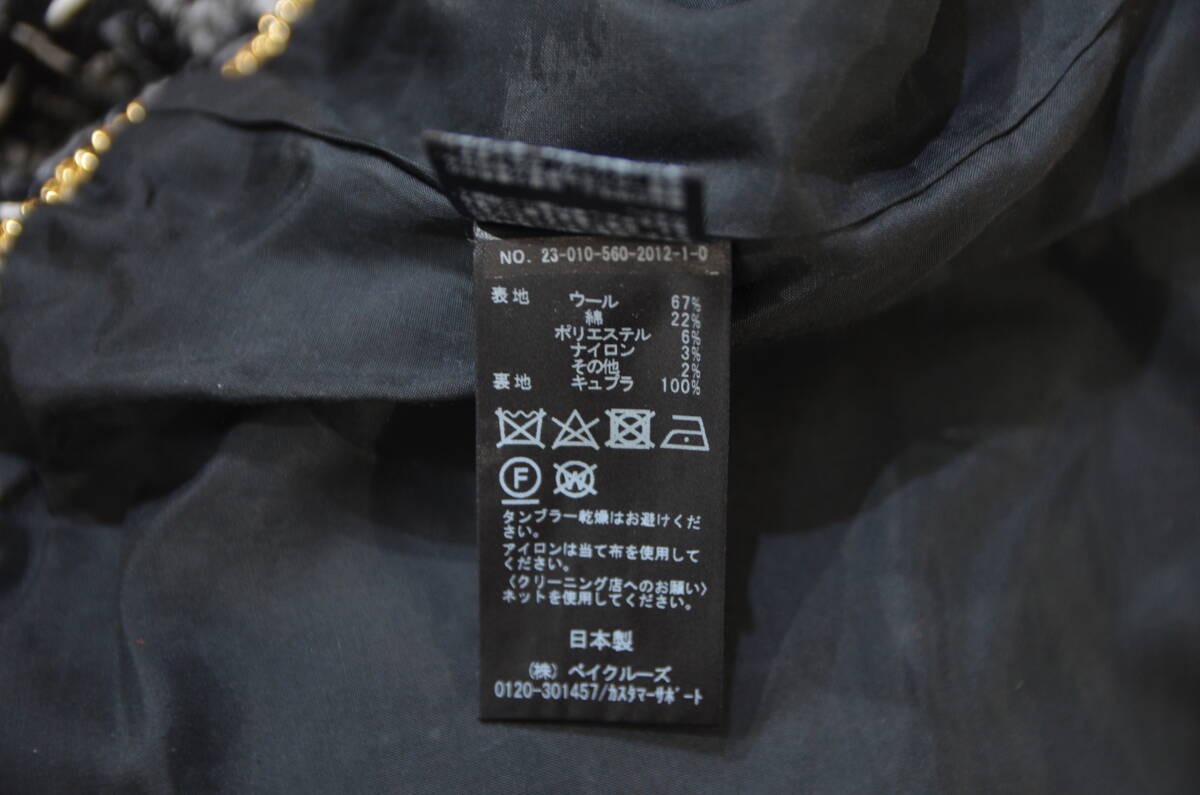 NO. 23-010-560-2012-1-0
表地 ウール 67%
綿 22%
ポリエステル 6%
ナイロン 3%
その他 2%
裏地 キュプラ 100%
F W
タンブラー乾燥はお避けくだ
さい。
アイロンは当て布を使用して
ください。
〈クリーニング店へのお願い〉
ネットを使用してください。
日本製
(株) ベイクルーズ
0120-301457/ｶｽﾀﾏｰｻﾎﾟｰﾄ